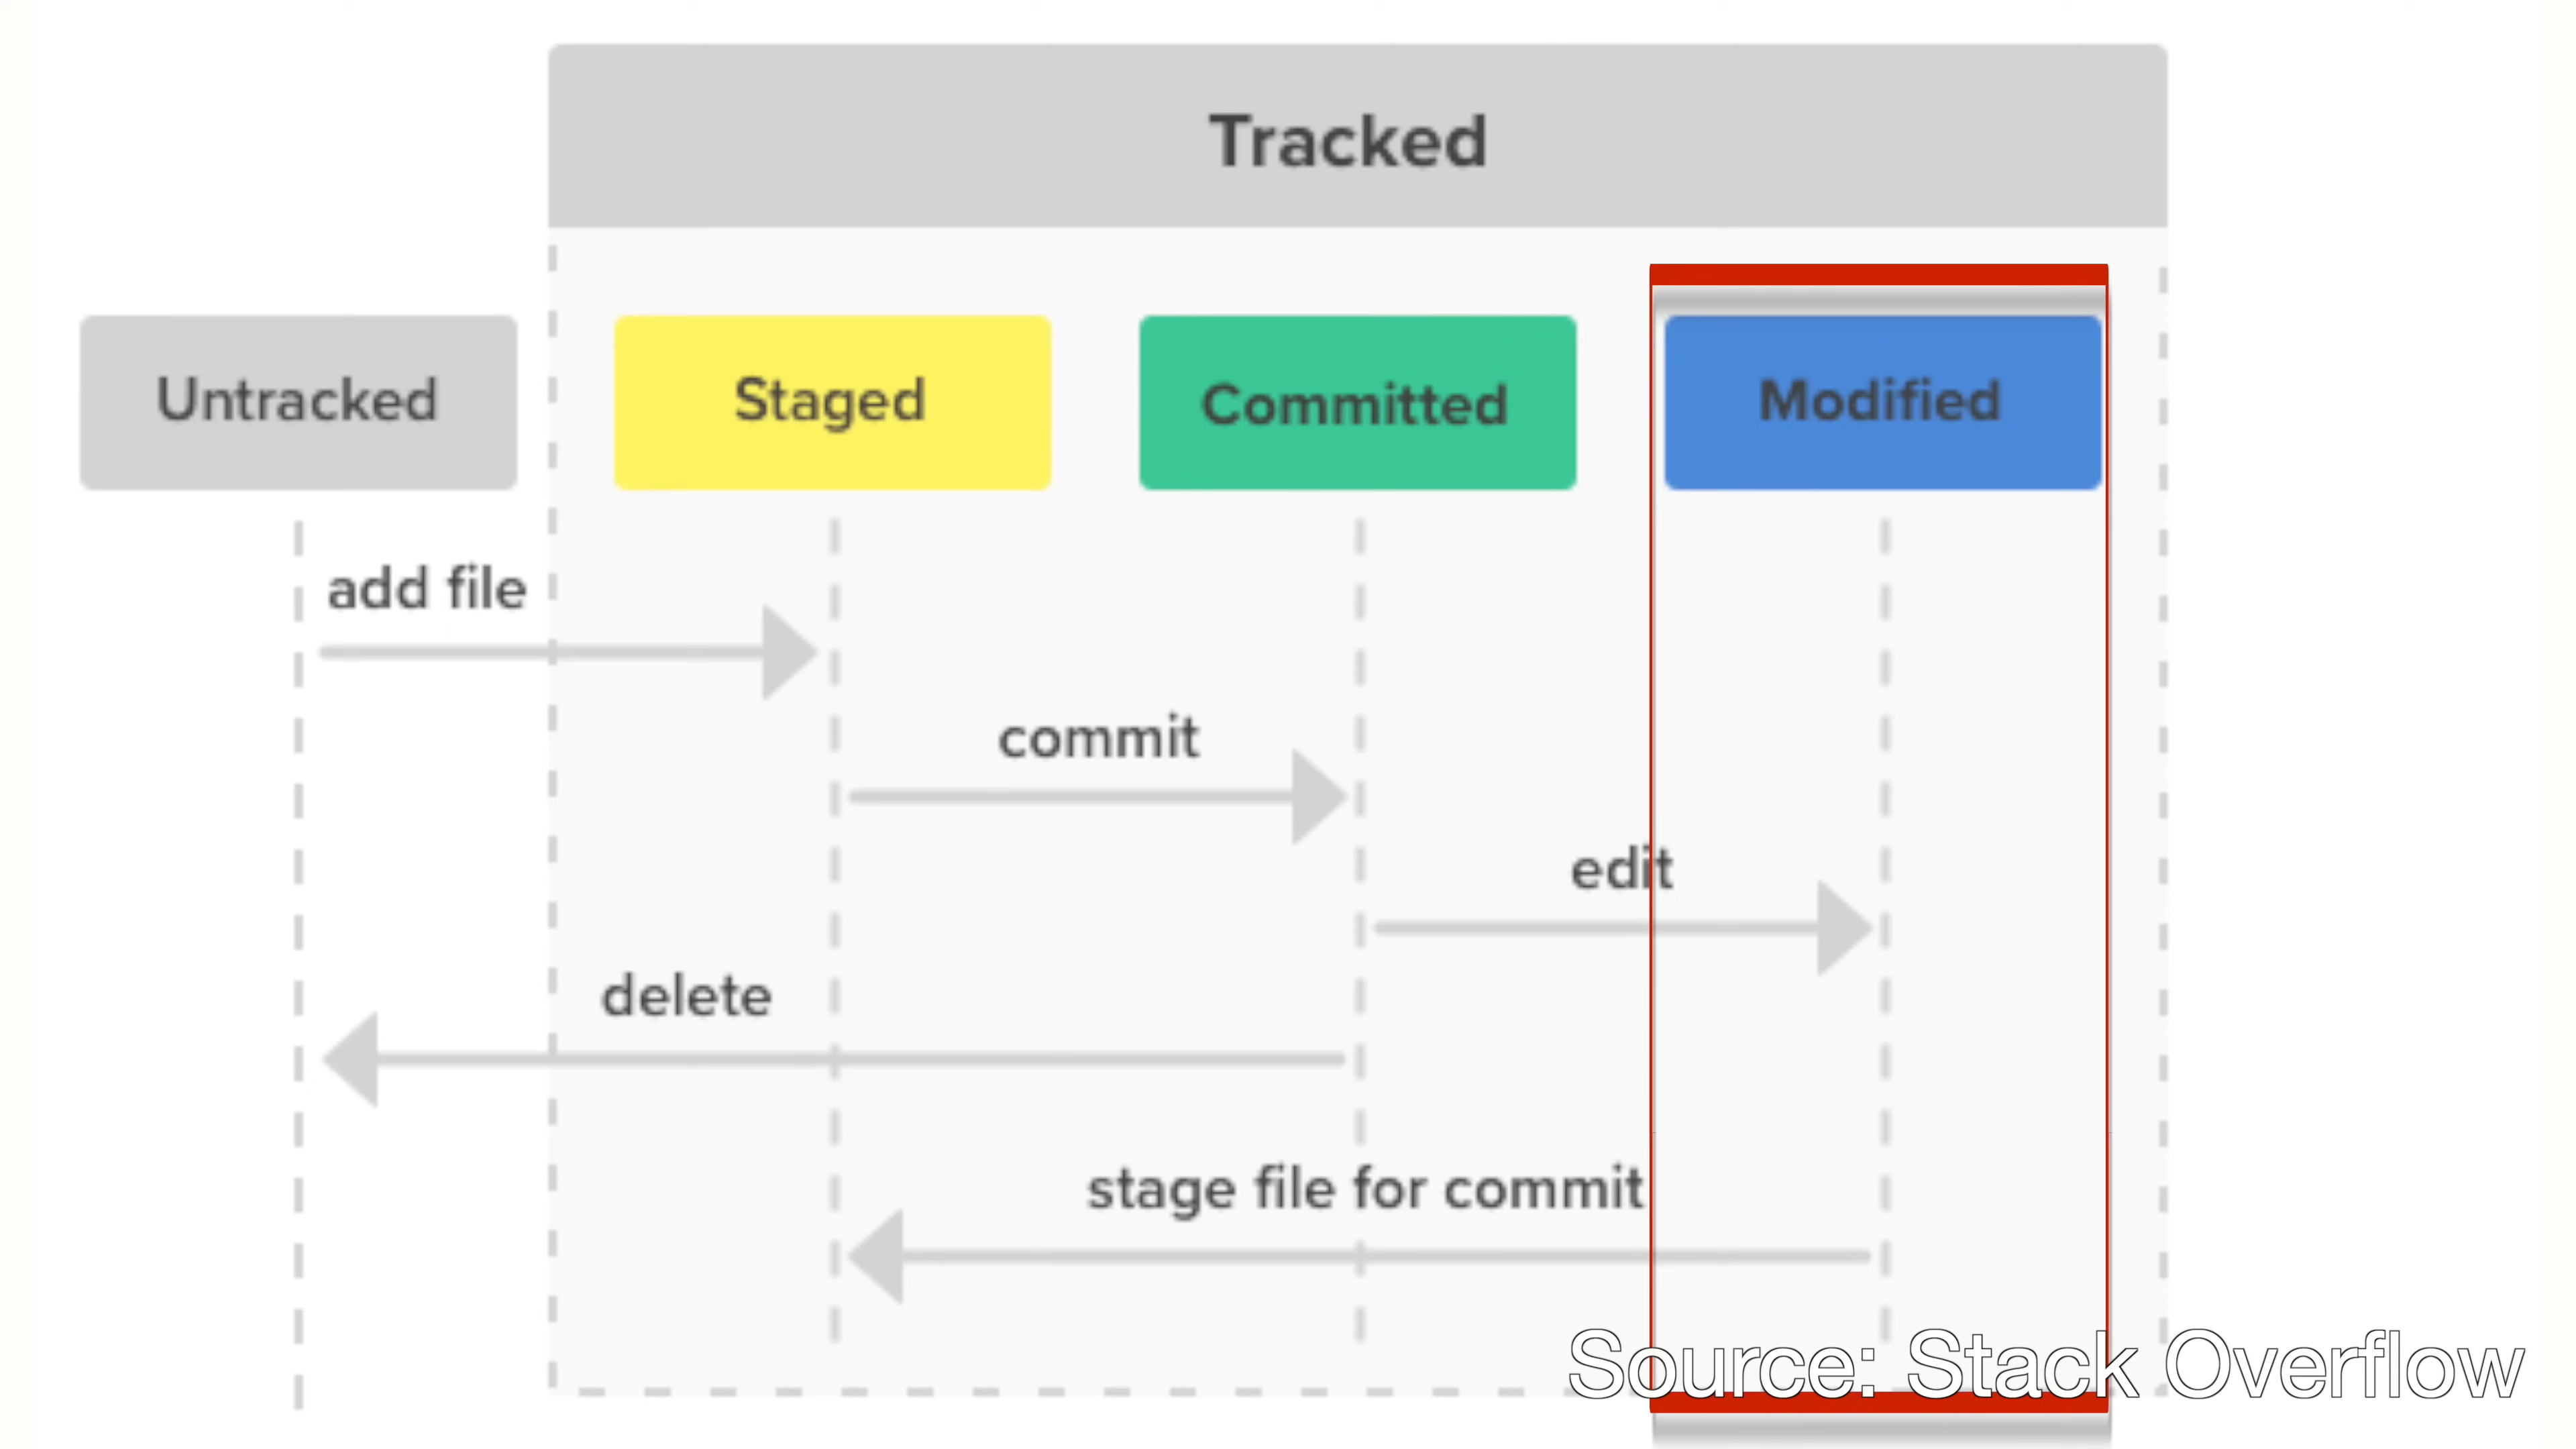 Tracked
Untracked
Staged
Committed
Modified
add file
commit
edit
delete
stage file for commit
Source: Stack Overflow